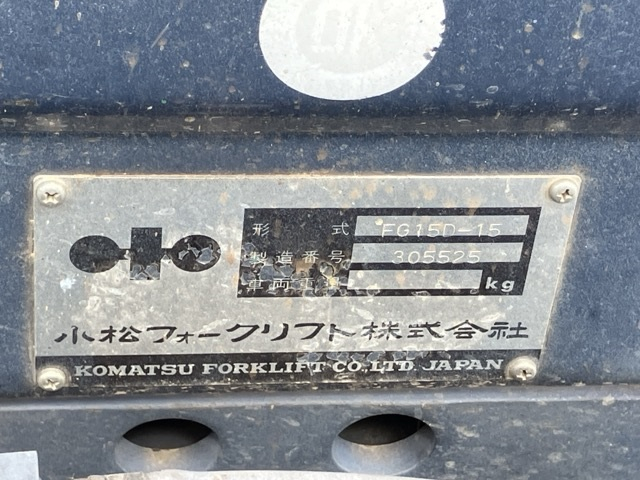 形式 FG15D-15
製造番号 305525
車両重量 kg
小松フォークリフト株式会社
KOMATSU FORKLIFT CO.,LTD. JAPAN